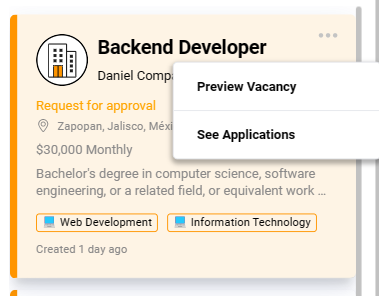 Backend Developer
Daniel Comp
Preview Vacancy
Request for approval
Zapopan, Jalisco, Méxi
See Applications
$30,000 Monthly
Bachelor's degree in computer science, software
engineering, or a related field, or equivalent work ...
Web Development
Information Technology
Created 1 day ago